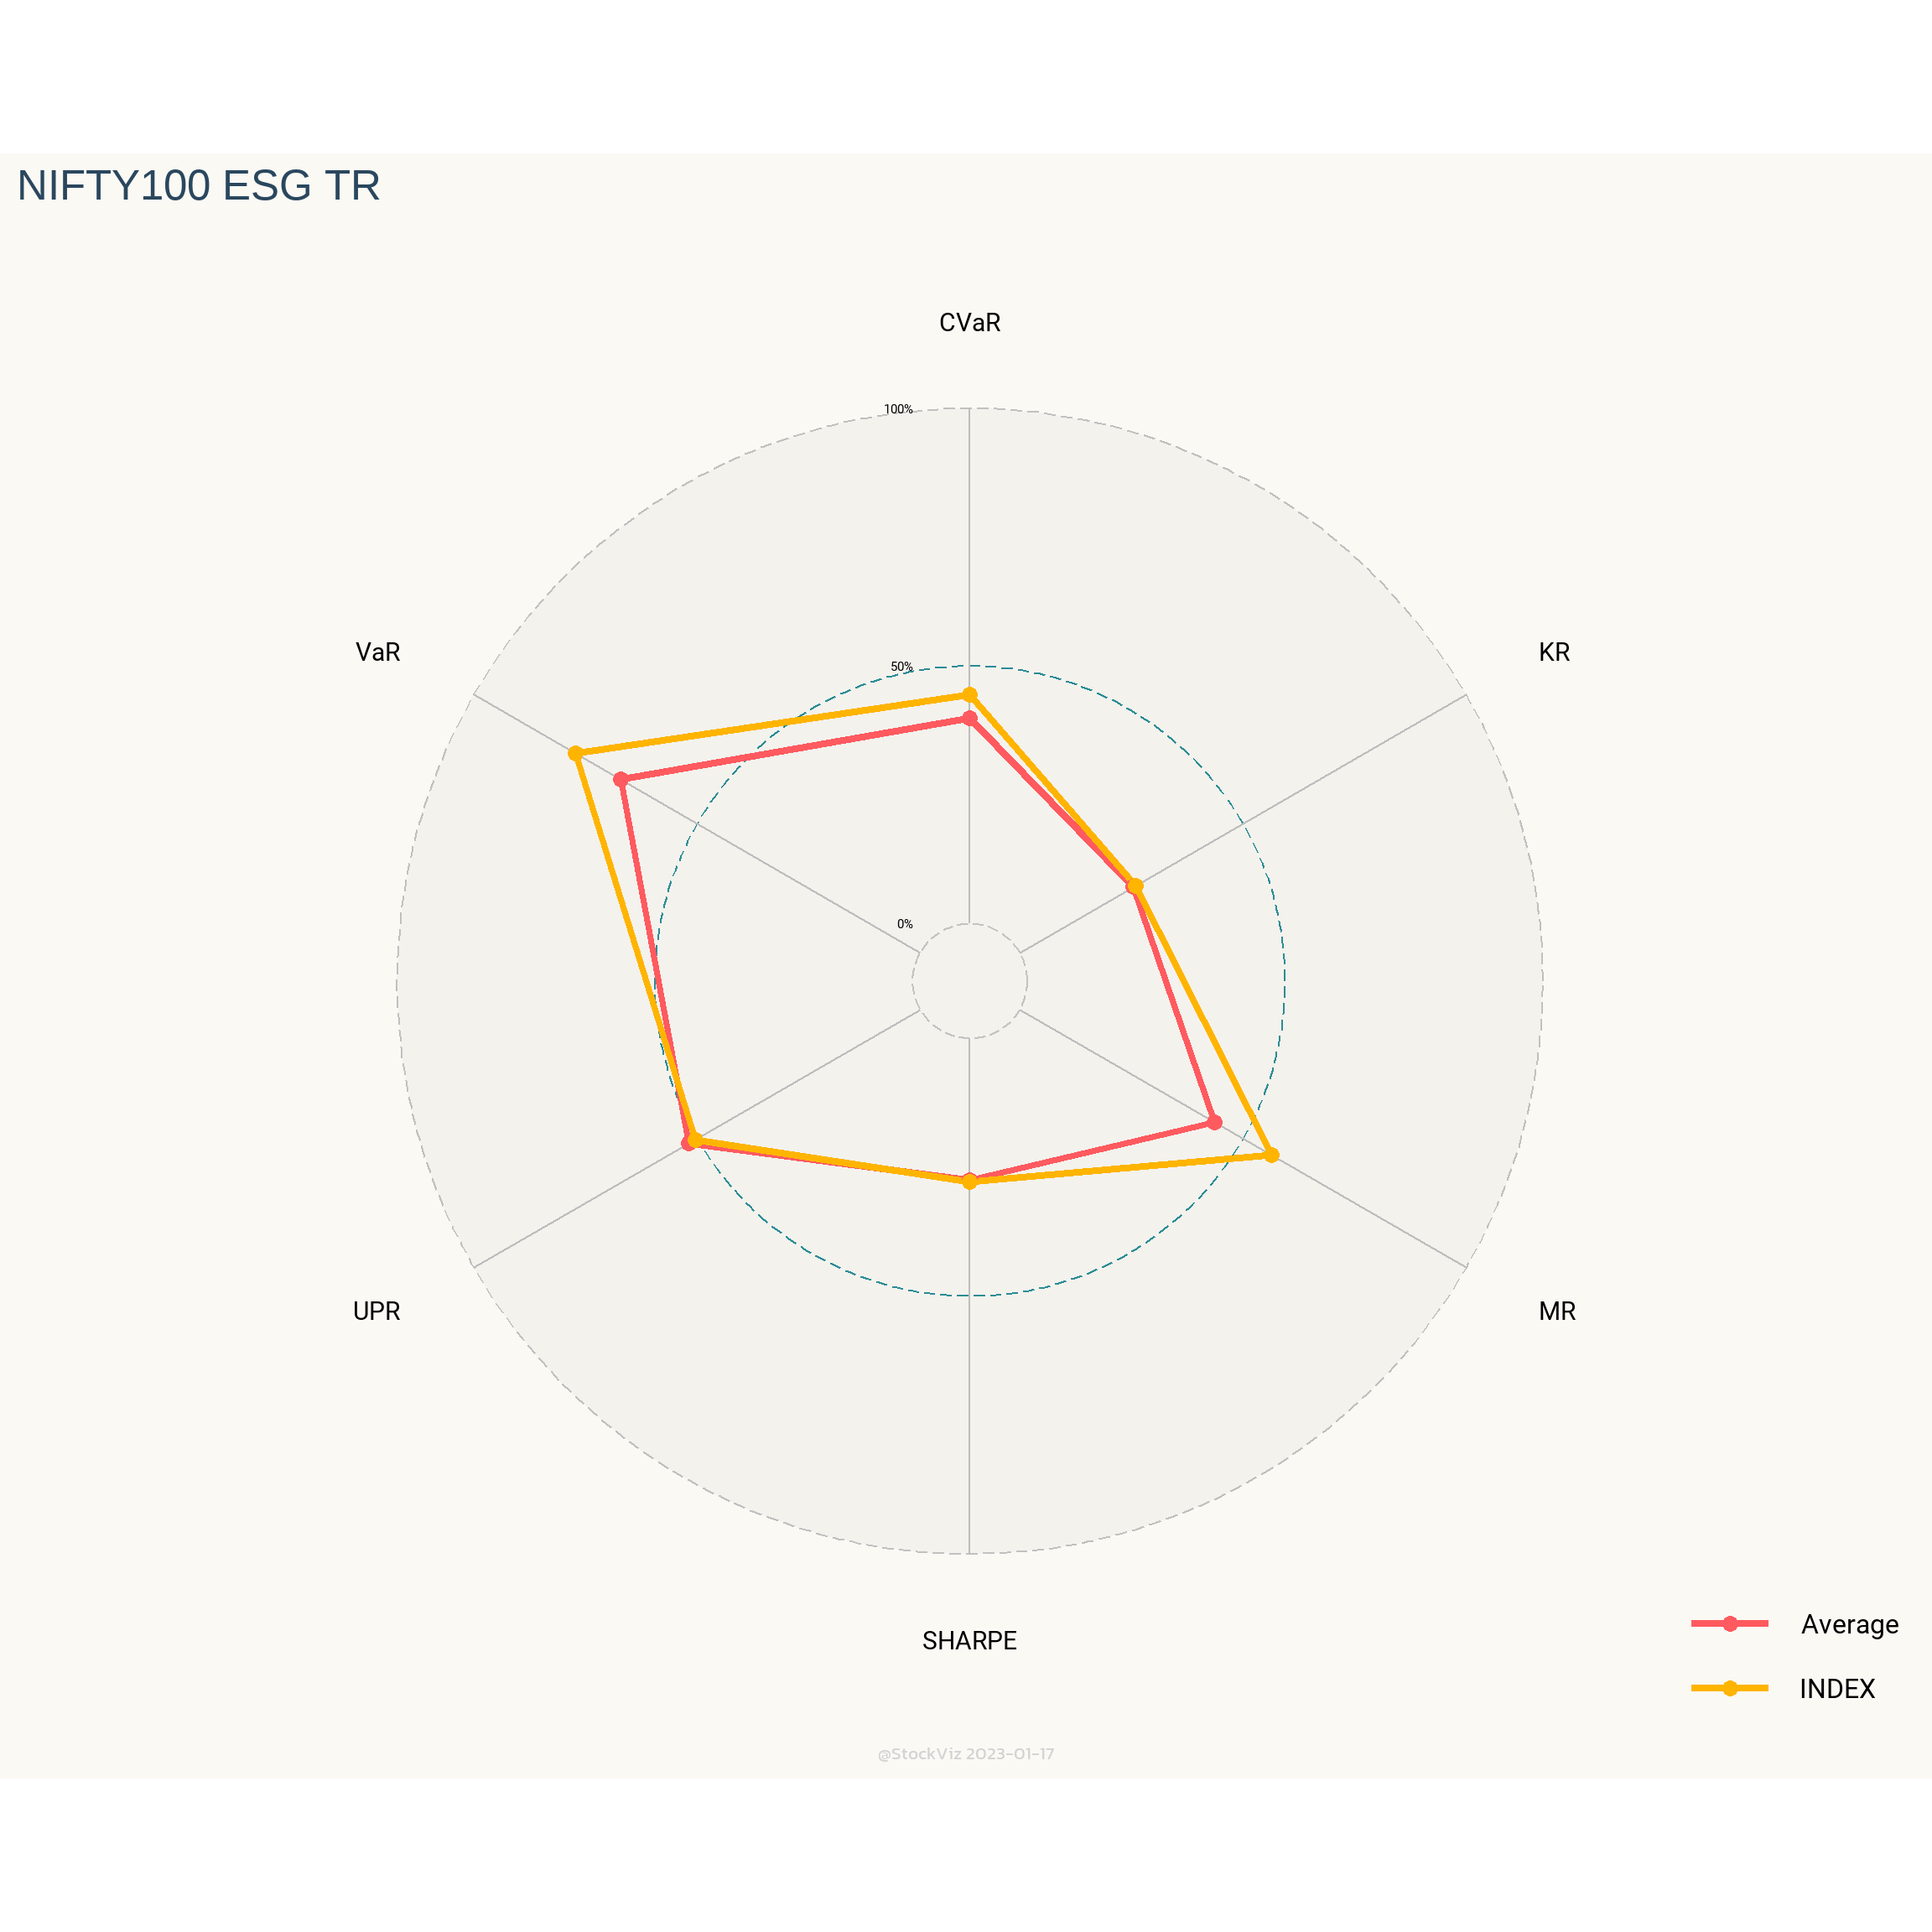 NIFTY100 ESG TR
CVaR
100%
VaR
KR
50%
0%
UPR
MR
SHARPE
Average
INDEX
@StockViz 2023-01-17